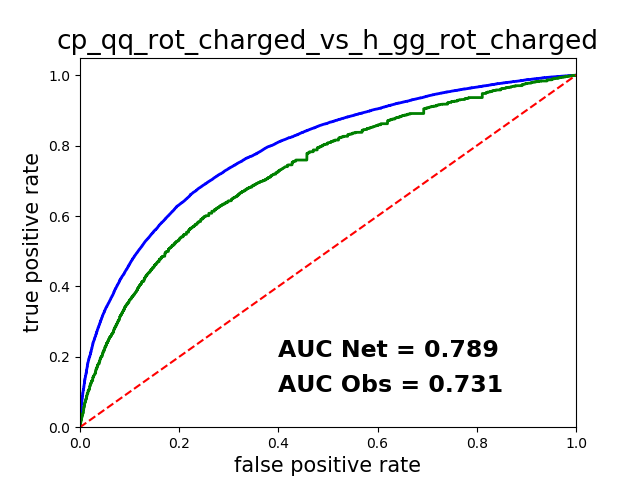 cp_qq_rot_charged_vs_h_gg_rot_charged
1.0
0.8
0.6
0.4
0.2
0.0
true positive rate
AUC Net = 0.789
AUC Obs = 0.731
0.0 0.2 0.4 0.6 0.8 1.0
false positive rate